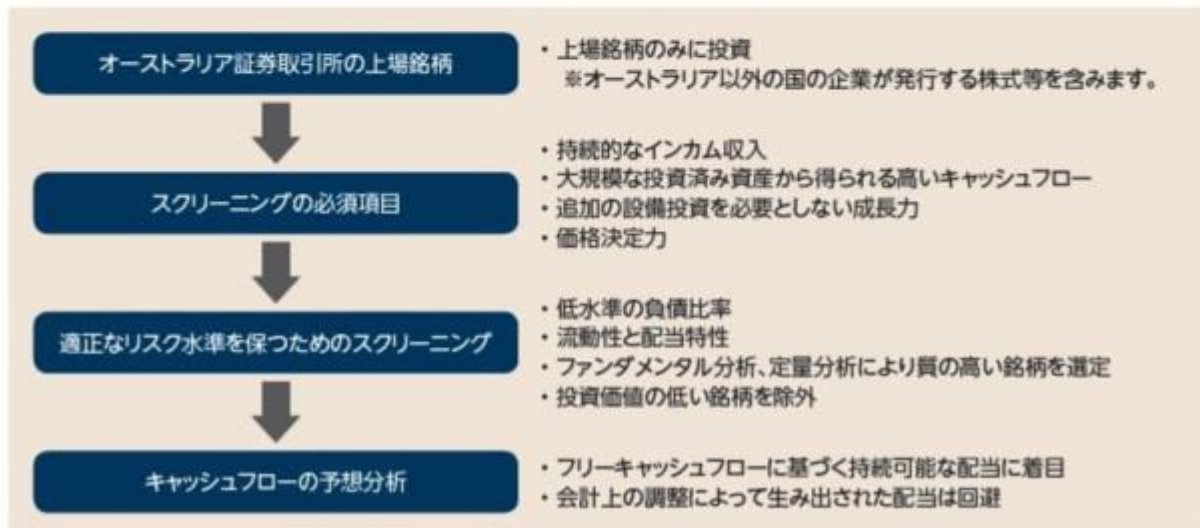 オーストラリア証券取引所の上場銘柄
・上場銘柄のみに投資
※オーストラリア以外の国の企業が発行する株式等を含みます。
スクリーニングの必須項目
・持続的なインカム収入
・大規模な投資済み資産から得られる高いキャッシュフロー
・追加の設備投資を必要としない成長力
・価格決定力
適正なリスク水準を保つためのスクリーニング
・低水準の負債比率
・流動性と配当特性
・ファンダメンタル分析、定量分析により質の高い銘柄を選定
・投資価値の低い銘柄を除外
キャッシュフローの予想分析
・フリーキャッシュフローに基づく持続可能な配当に着目
・会計上の調整によって生み出された配当は回避